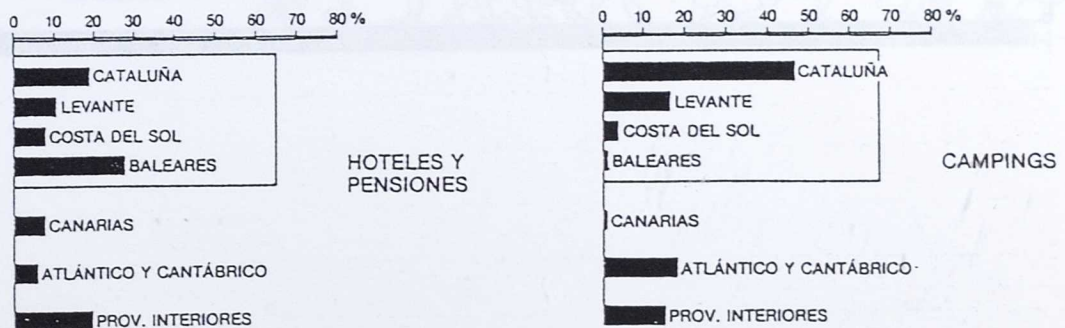 0 10 20 30 40 50 60 70 80 %
CATALUÑA
LEVANTE
COSTA DEL SOL
BALEARES
HOTELES Y
PENSIONES
CANARIAS
ATLÁNTICO Y CANTÁBRICO
PROV. INTERIORES
0 10 20 30 40 50 60 70 80 %
CATALUÑA
LEVANTE
COSTA DEL SOL
BALEARES
CAMPINGS
CANARIAS
ATLÁNTICO Y CANTÁBRICO
PROV. INTERIORES